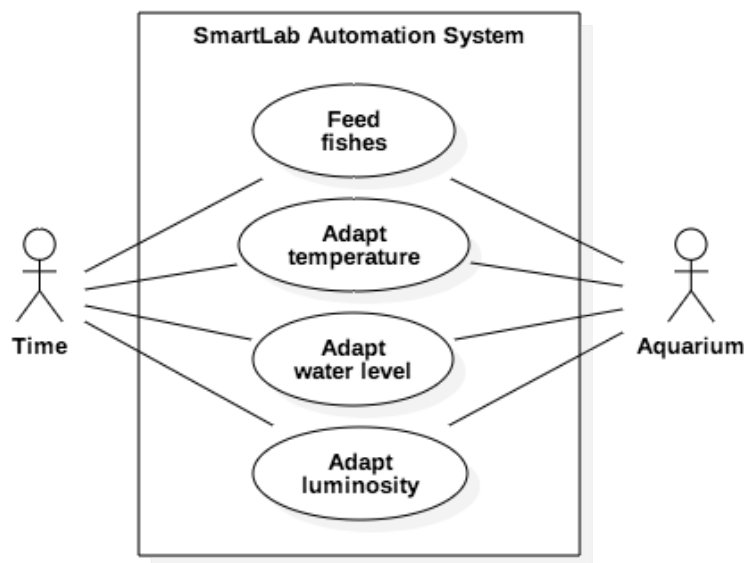 SmartLab Automation System
Feed
fishes
Adapt
temperature
Time
Aquarium
Adapt
water level
Adapt
luminosity